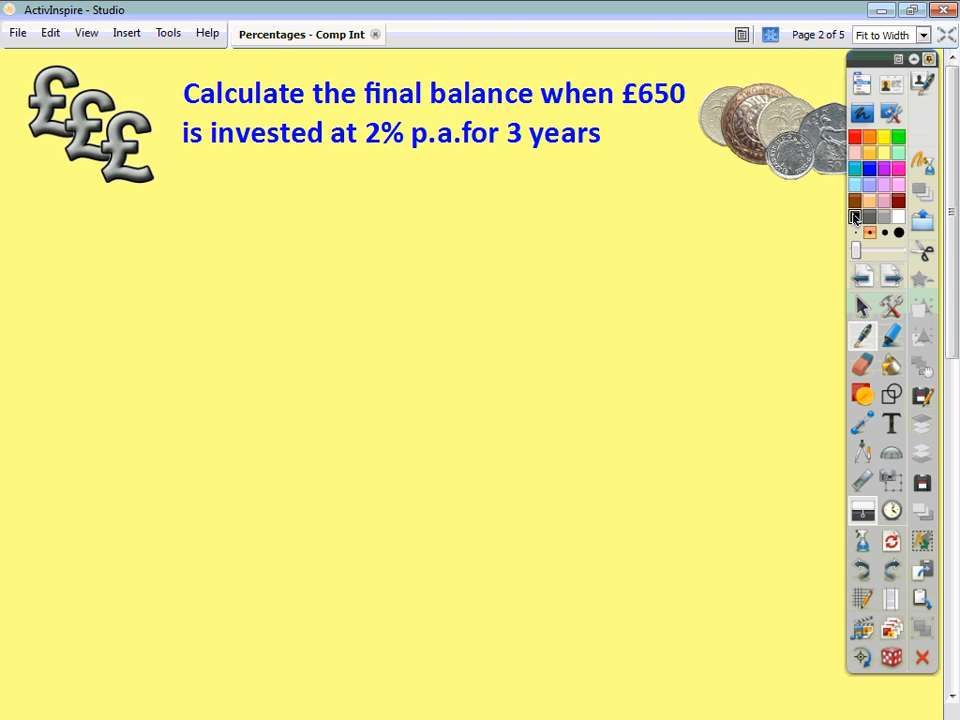 ActivInspire - Studio
File Edit View Insert Tools Help
Percentages - Comp Int
Page 2 of 5
Fit to Width
£££
Calculate the final balance when £650
is invested at 2% p.a.for 3 years
T